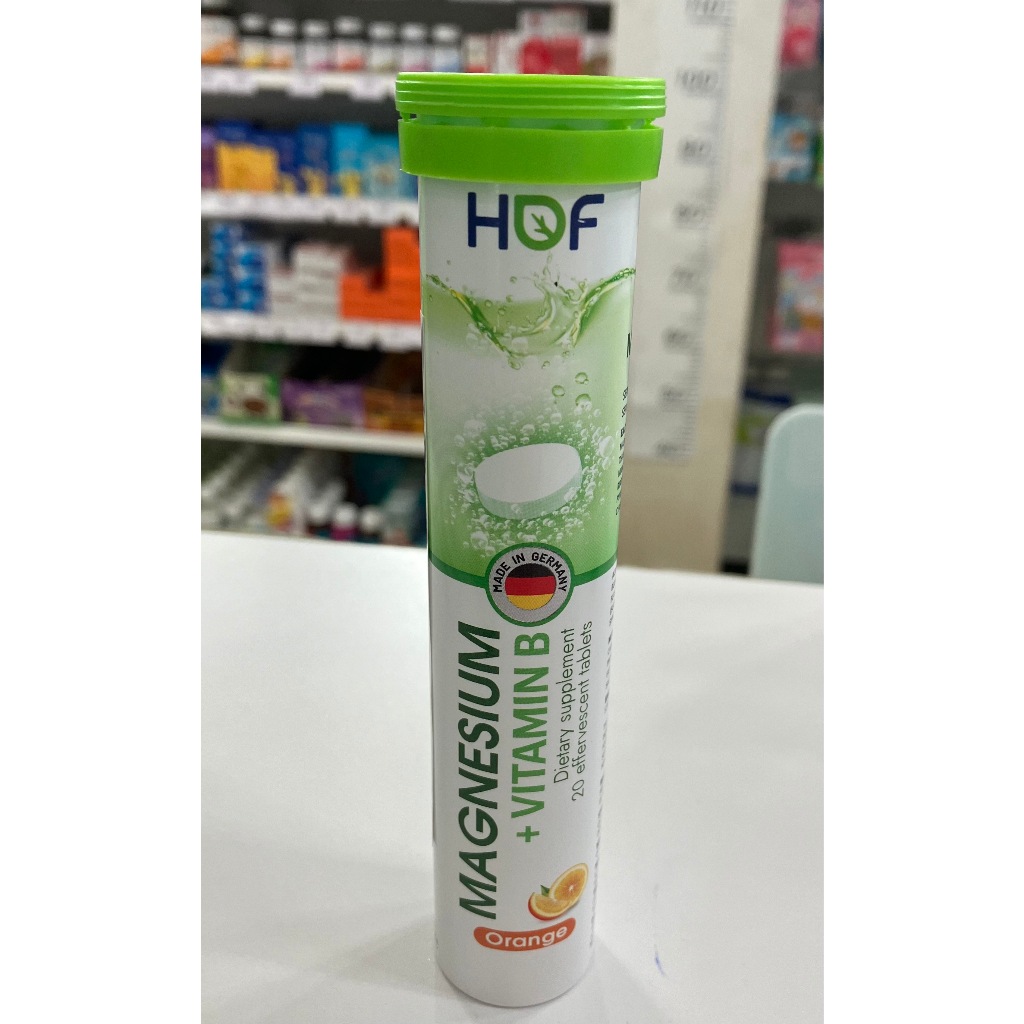 HDF
MADE IN GERMANY
MAGNESIUM
+ VITAMIN B
Dietary supplement
20 effervescent tablets
Orange